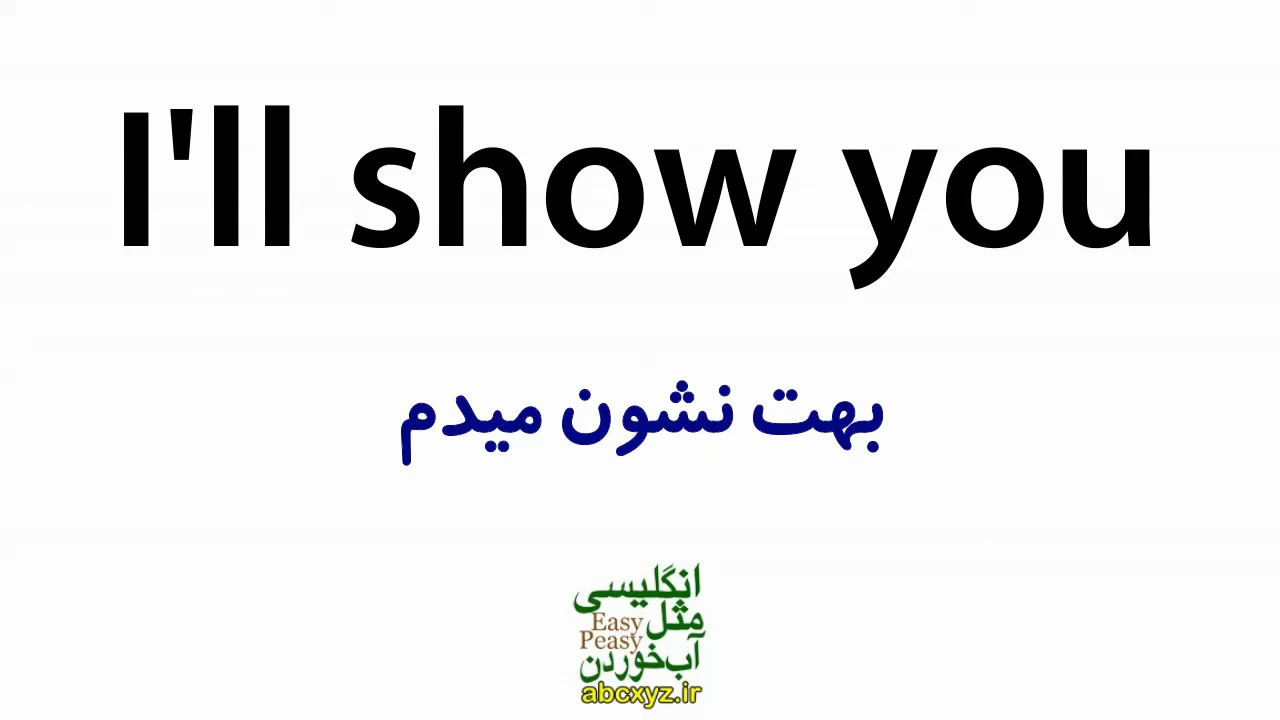 I'll show you
بهت نشون میدم
انگلیسی
مثل
Easy
Peasy
آب‌خوردن
abcxyz.ir